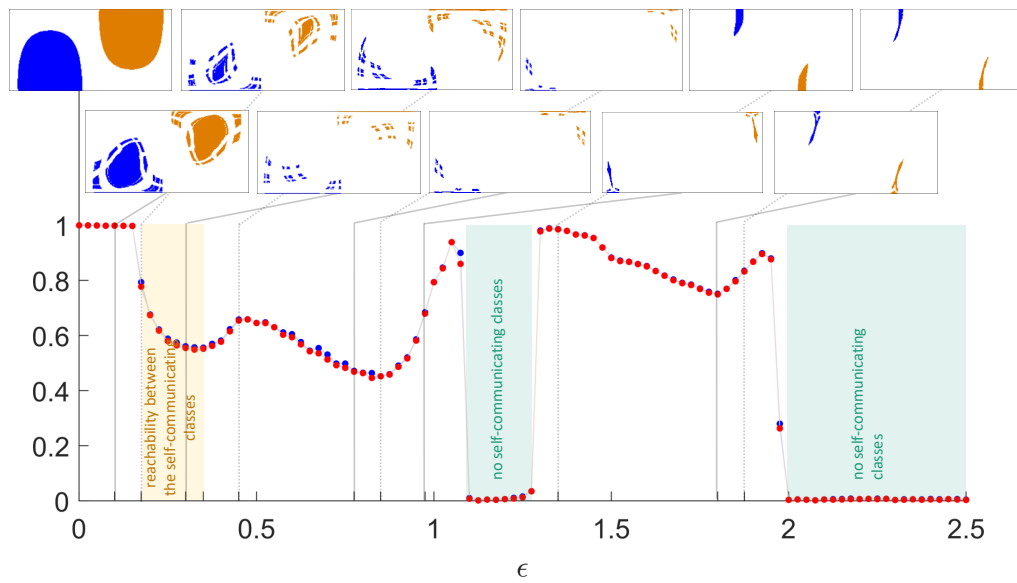 1
0.8
0.6
0.4
0.2
0
reachability between
the self-communicating
classes
no self-communicating classes
no self-communicating
classes
0
0.5
1
1.5
2
2.5
ϵ